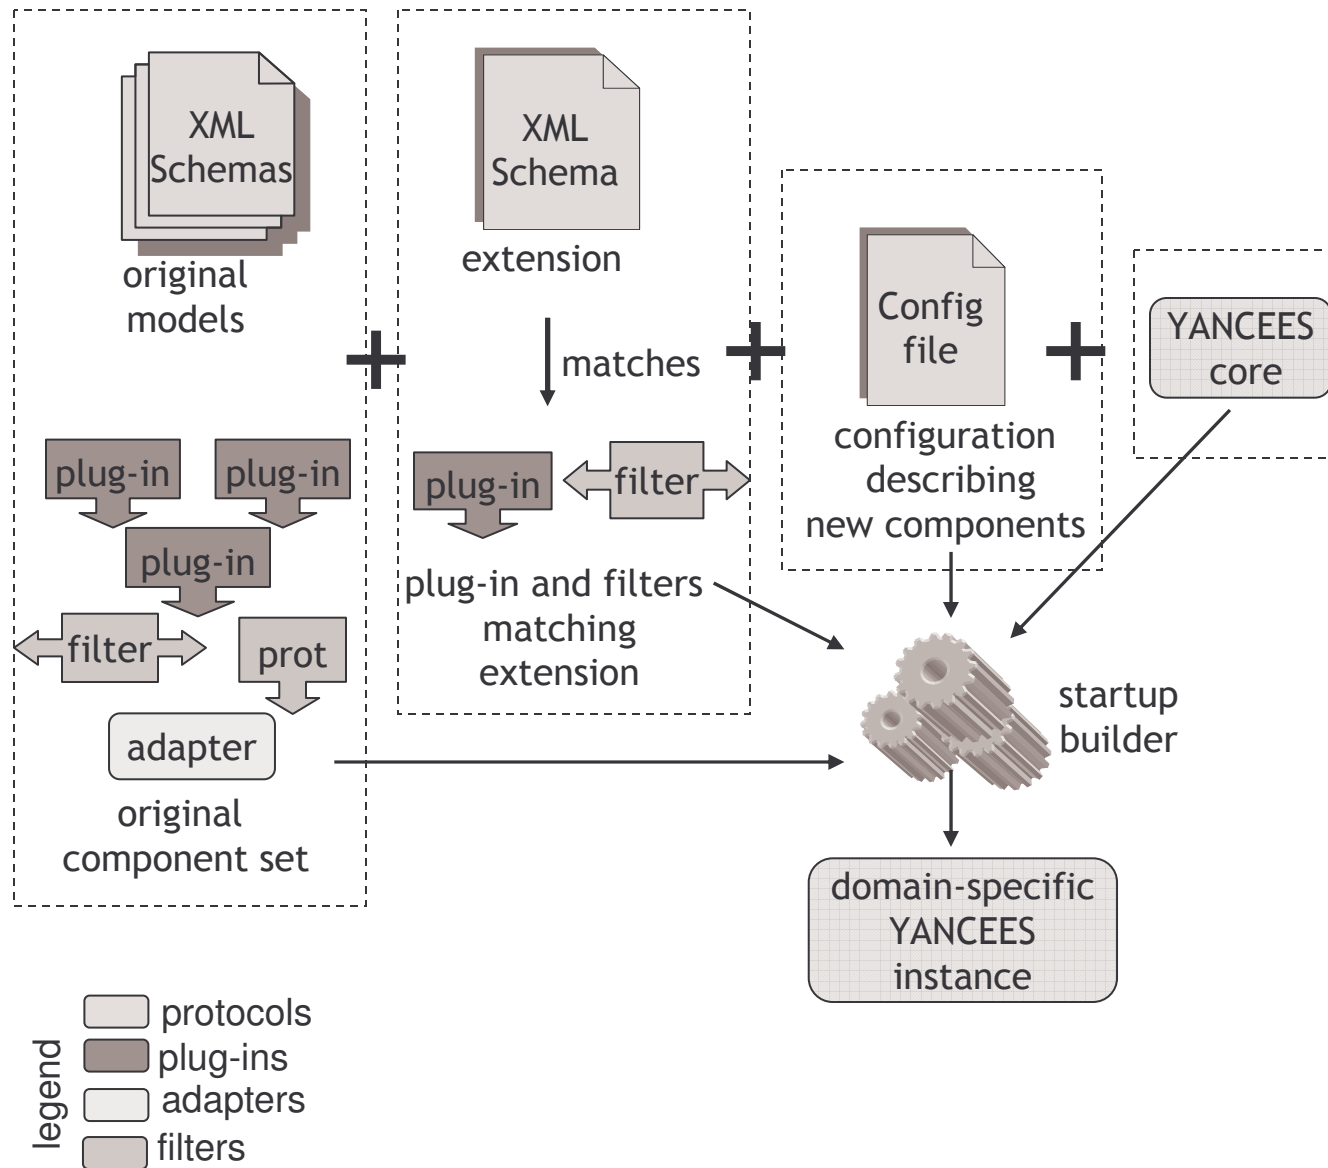 XML
Schemas
original
models
plug-in
plug-in
plug-in
filter
prot
adapter
original
component set
XML
Schema
extension
matches
plug-in
filter
plug-in and filters
matching
extension
Config
file
configuration
describing
new components
YANCEES
core
startup
builder
domain-specific
YANCEES
instance
legend
protocols
plug-ins
adapters
filters